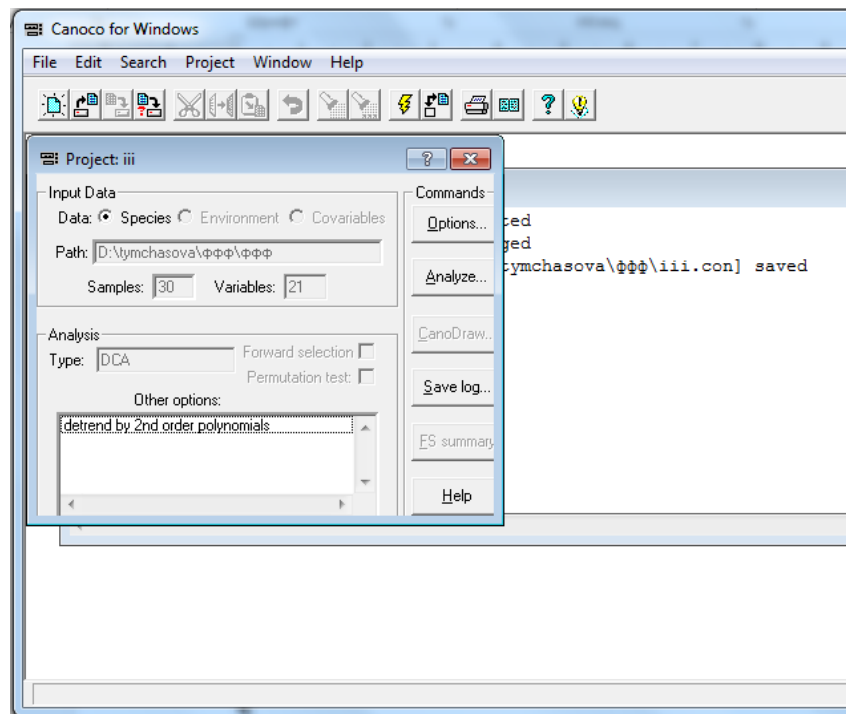 Canoco for Windows
File Edit Search Project Window Help
Project: iii
Input Data
Data: Species Environment Covariables
Path: D:\tymchasova\ффф\ффф
Samples: 30 Variables: 21
Analysis
Type: DCA Forward selection
Permutation test:
Other options:
detrend by 2nd order polynomials
Commands
Options...
Analyze...
CanoDraw..
Save log...
FS summary
Help
ted
ged
tymchasova\ффф\iii.con] saved